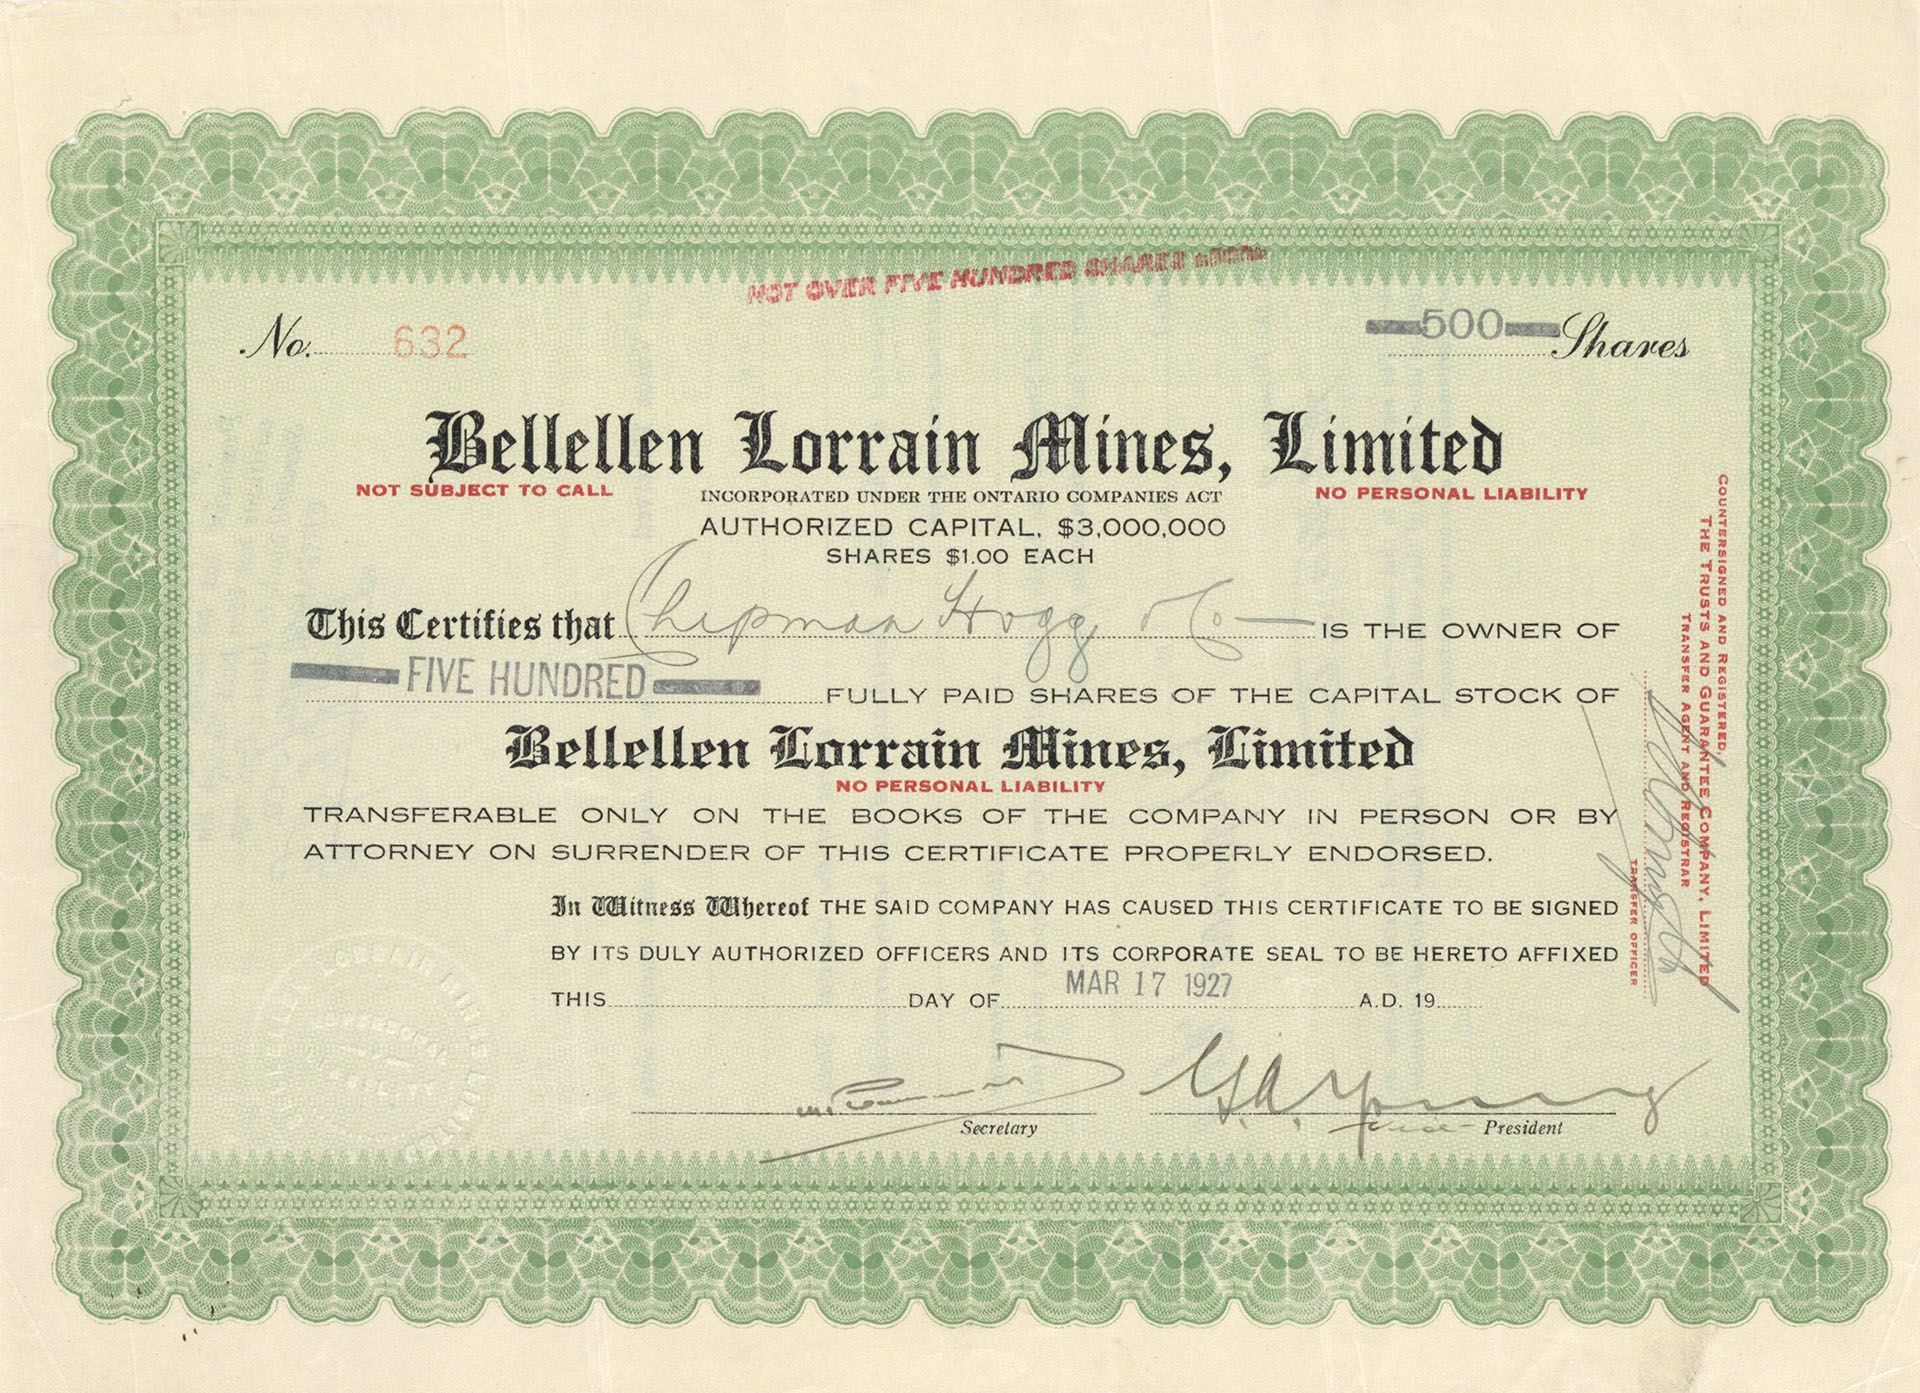 NOT OVER FIVE HUNDRED SHARES $500
No. 632
500 Shares
Bellellen Lorrain Mines, Limited
NOT SUBJECT TO CALL
INCORPORATED UNDER THE ONTARIO COMPANIES ACT
NO PERSONAL LIABILITY
AUTHORIZED CAPITAL, $3,000,000
SHARES $1.00 EACH
This Certifies that Chapman Hogg & Co IS THE OWNER OF
FIVE HUNDRED FULLY PAID SHARES OF THE CAPITAL STOCK OF
Bellellen Lorrain Mines, Limited
NO PERSONAL LIABILITY
TRANSFERABLE ONLY ON THE BOOKS OF THE COMPANY IN PERSON OR BY
ATTORNEY ON SURRENDER OF THIS CERTIFICATE PROPERLY ENDORSED.
In Witness Whereof THE SAID COMPANY HAS CAUSED THIS CERTIFICATE TO BE SIGNED
BY ITS DULY AUTHORIZED OFFICERS AND ITS CORPORATE SEAL TO BE HERETO AFFIXED
THIS DAY OF MAR 17 1927 A.D. 19
G. A. Young
Secretary
Vice President
COUNTERSIGNED AND REGISTERED,
THE TRUSTS AND GUARANTEE COMPANY, LIMITED
TRANSFER AGENT AND REGISTRAR
TRANSFER OFFICER